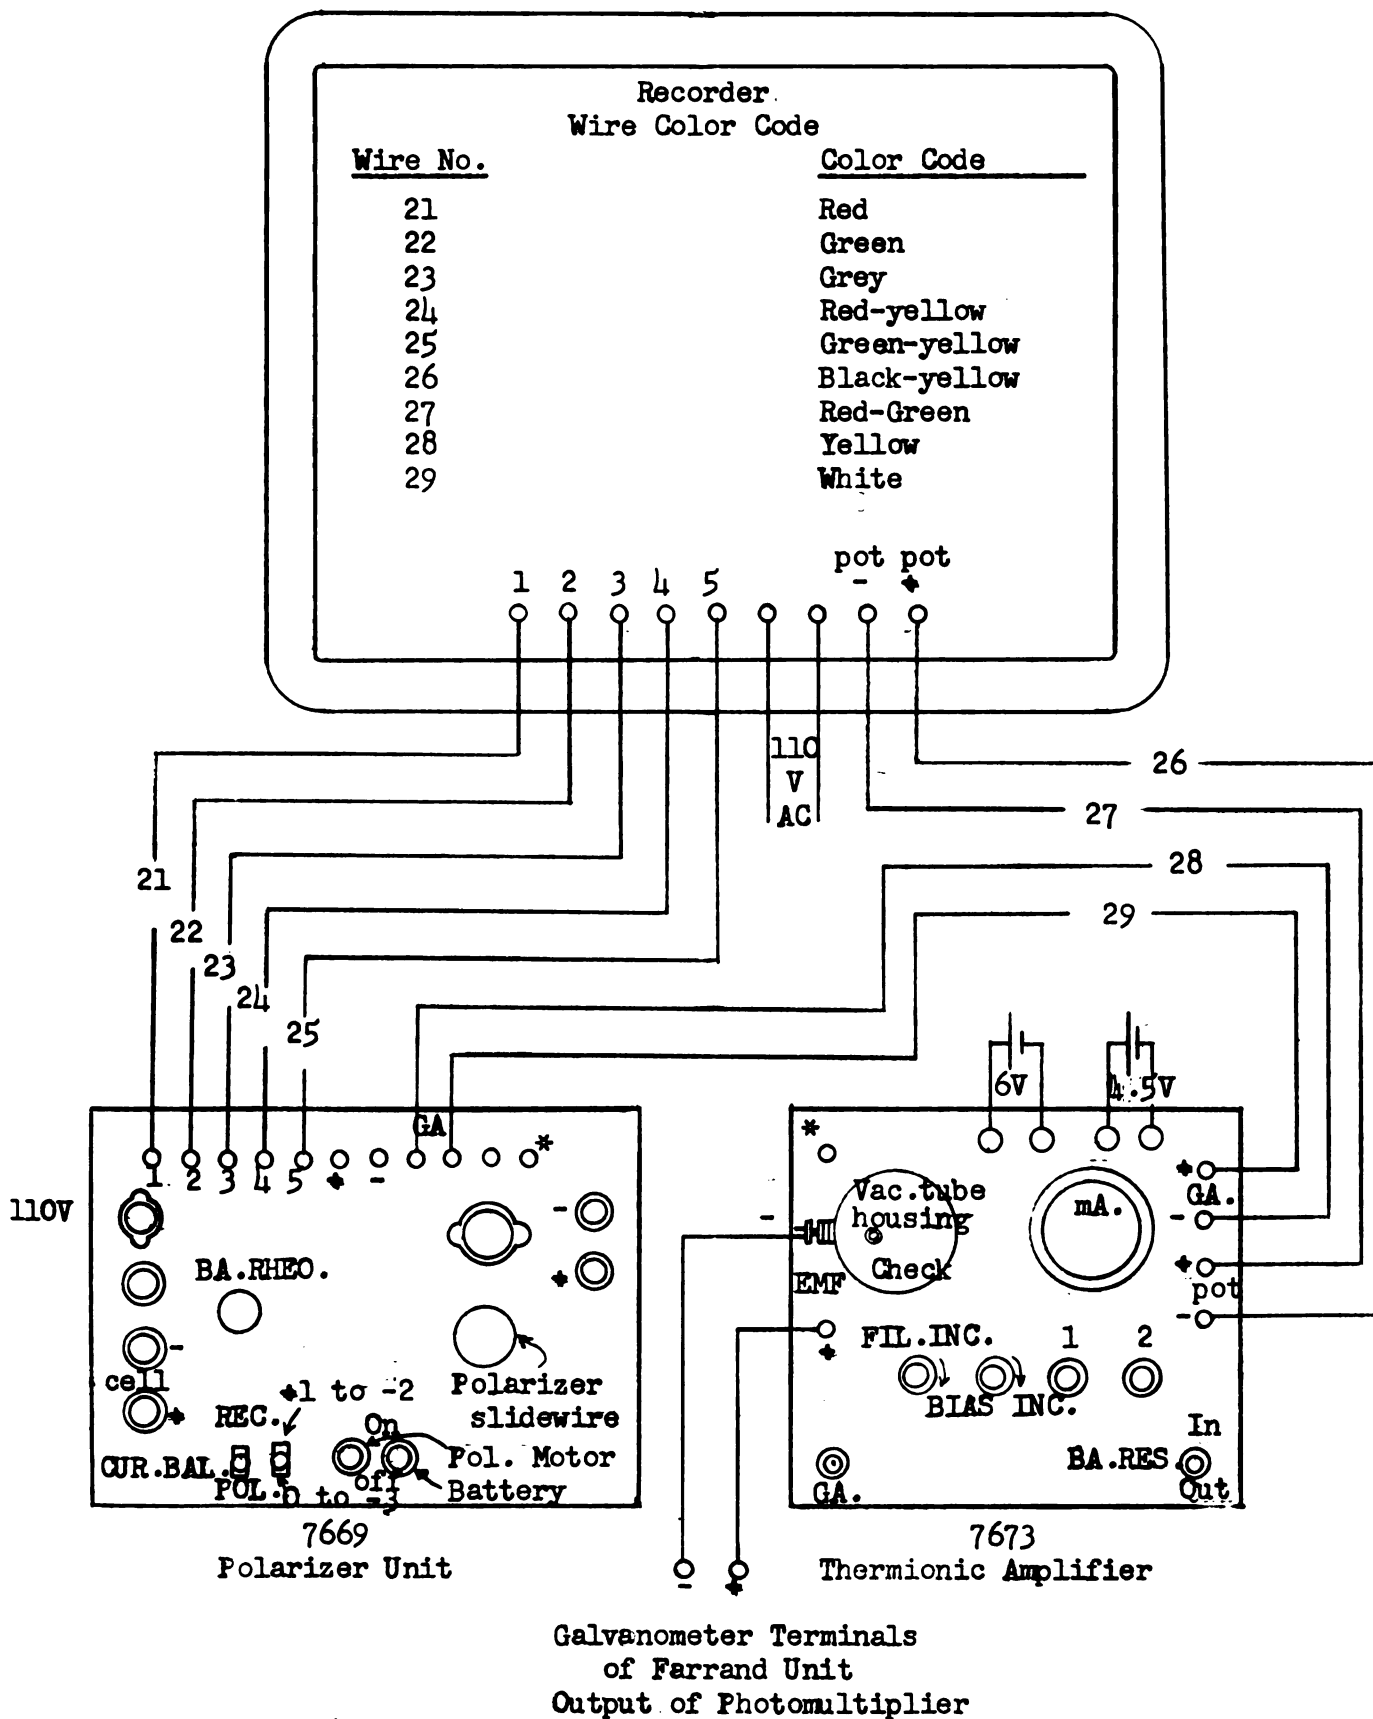 Recorder
Wire Color Code
Wire No. Color Code
21 Red
22 Green
23 Grey
24 Red-yellow
25 Green-yellow
26 Black-yellow
27 Red-Green
28 Yellow
29 White
pot pot
- +
1 2 3 4 5
110
V
AC
26
27
28
29
21
22
23
24
25
6V 4.5V
GA
*
1 2 3 4 5 + -
110V
-
+
BA.RHEO.
-
cell
+
+1 to -2
REC.
On
Polarizer
slidewire
CUR.BAL.
POL.
0 to -3
off
Pol. Motor
Battery
7669
Polarizer Unit
*
Vac.tube
housing
Check
-
EMF
+
mA.
+
GA.
-
+
pot
-
FIL.INC. 1 2
BIAS INC.
In
BA.RES.
Out
GA.
7673
Thermionic Amplifier
- +
Galvanometer Terminals
of Farrand Unit
Output of Photomultiplier